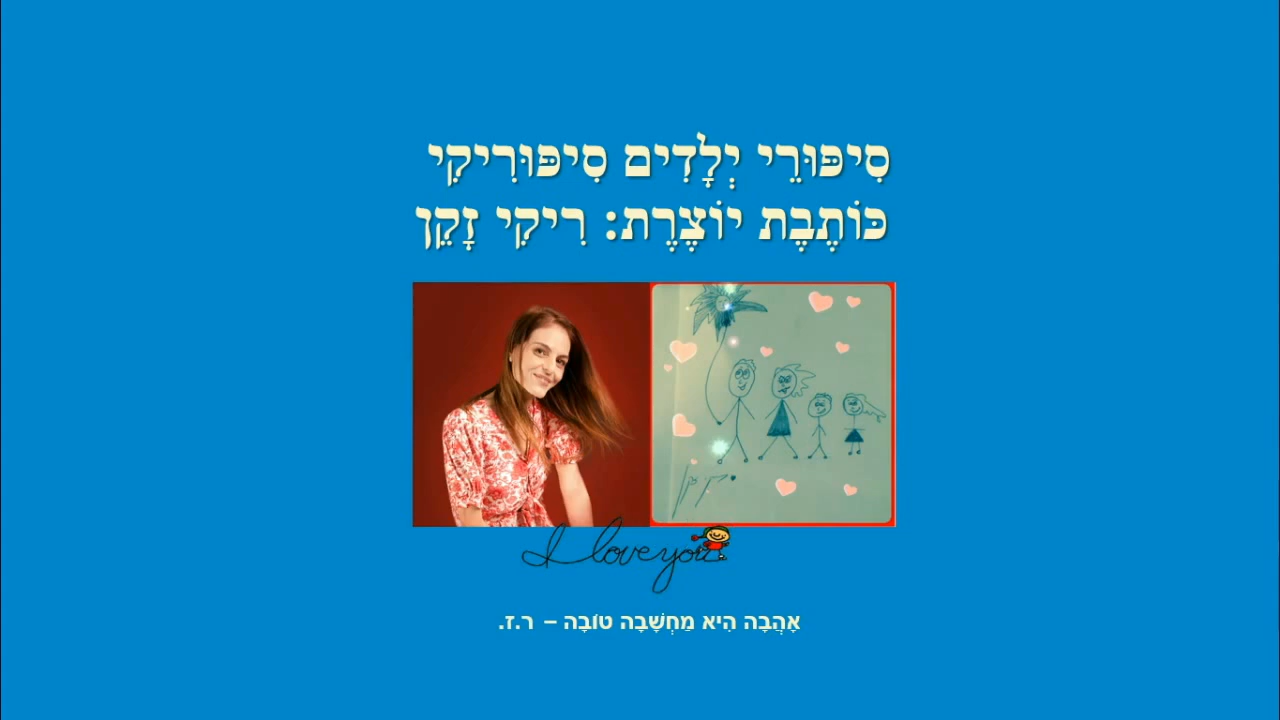 סִיפּוּרֵי יְלָדִים סִיפּוּרִיקִי
כּוֹתֶבֶת יוֹצֶרֶת: רִיקִי זָקֵן
I love you
אָהֲבָה הִיא מַחְשָׁבָה טוֹבָה – ר.ז.